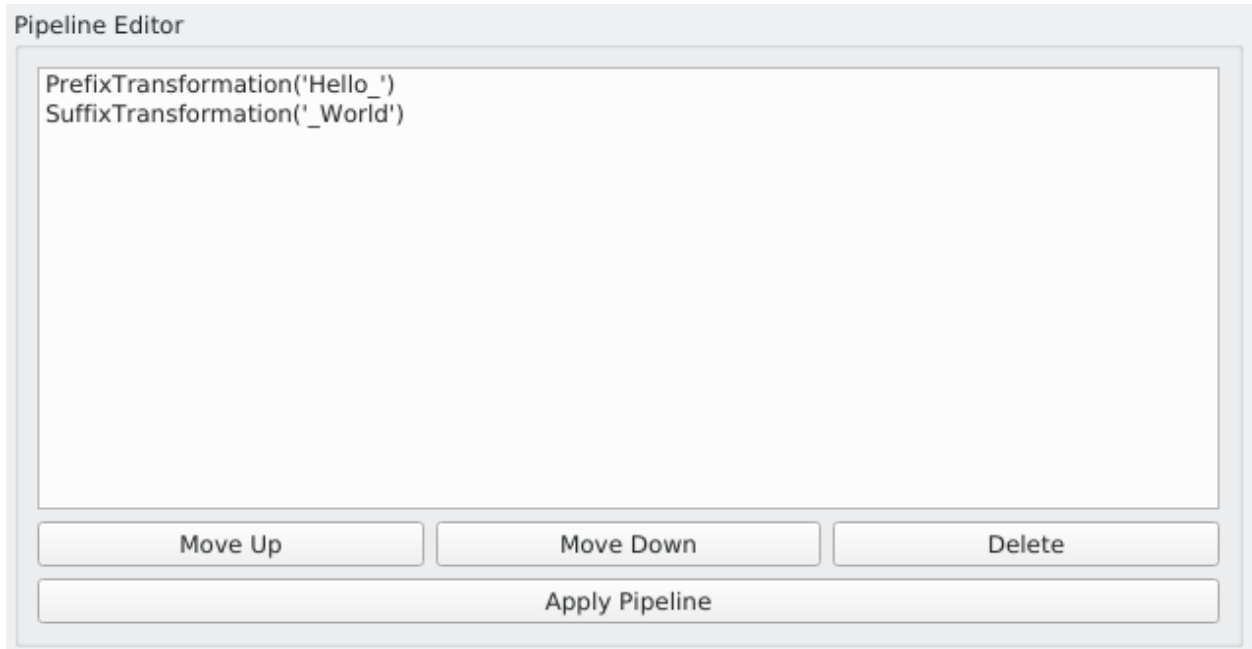 Pipeline Editor
PrefixTransformation('Hello_')
SuffixTransformation('_World')
Move Up
Move Down
Delete
Apply Pipeline